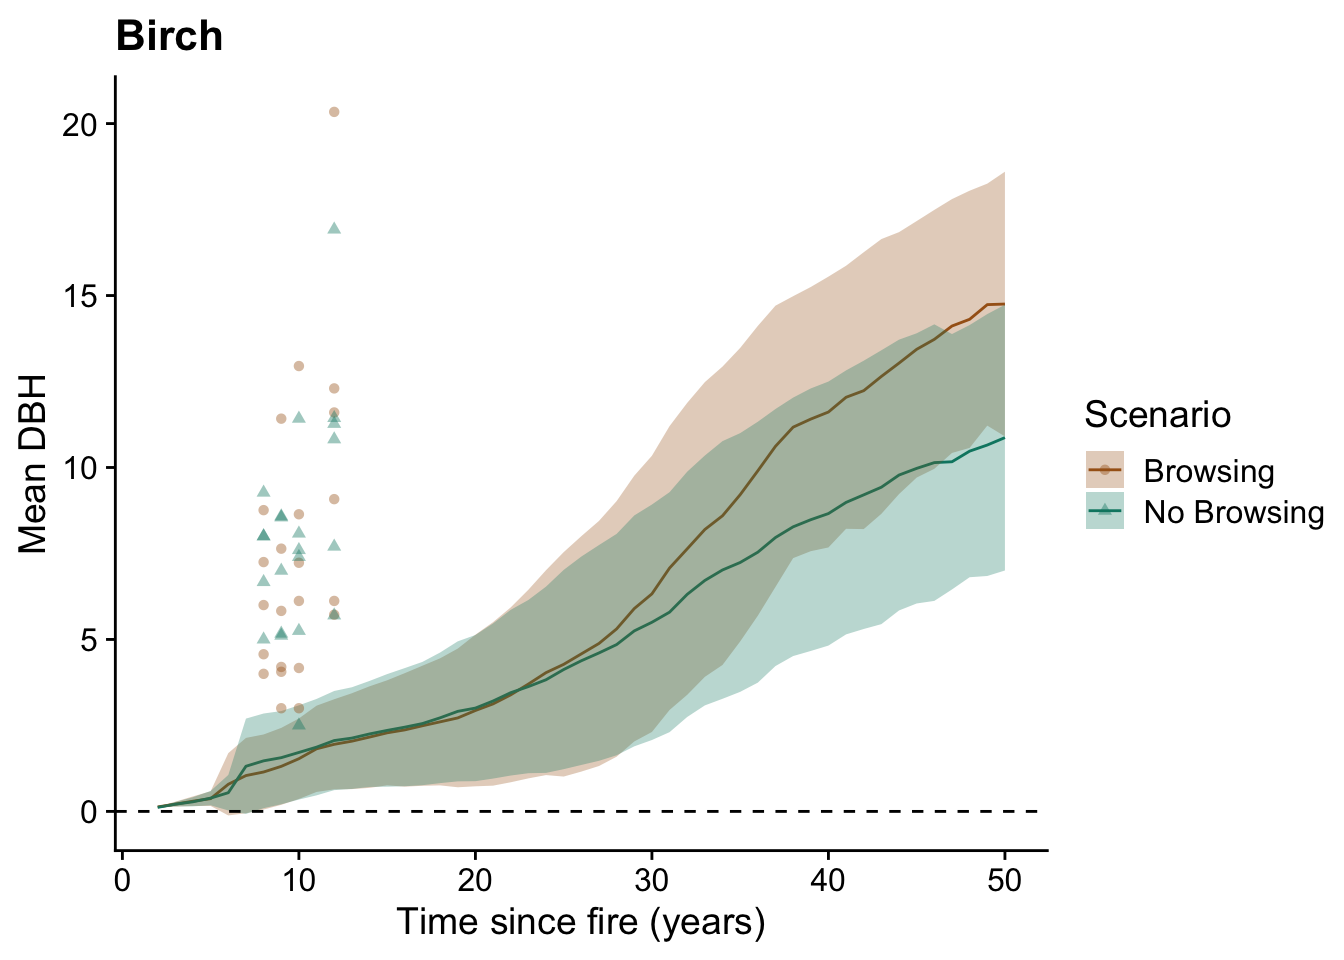 Birch
Mean DBH
20
15
10
5
0
0 10 20 30 40 50
Time since fire (years)
Scenario
Browsing
No Browsing